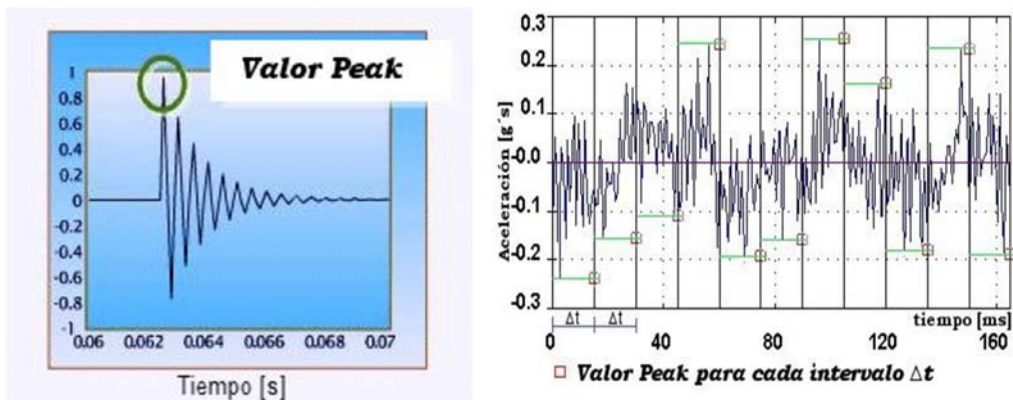 Valor Peak
1
0.8
0.6
0.4
0.2
0
-0.2
-0.4
-0.6
-0.8
-1
0.06 0.062 0.064 0.066 0.068 0.07
Tiempo [s]
Aceleración [g's]
0.3
0.2
0.1
-0.0
-0.1
-0.2
-0.3
Δt Δt
tiempo [ms]
0 40 80 120 160
Valor Peak para cada intervalo Δt